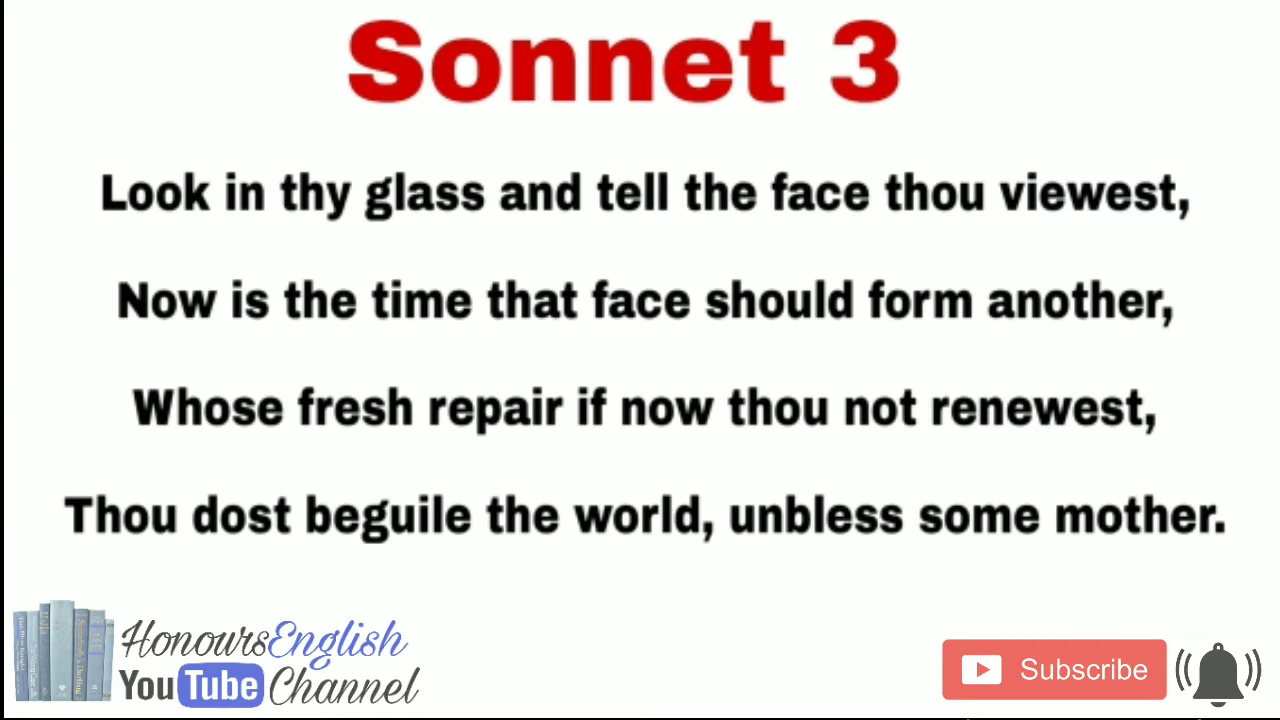 Sonnet 3
Look in thy glass and tell the face thou viewest,
Now is the time that face should form another,
Whose fresh repair if now thou not renewest,
Thou dost beguile the world, unbless some mother.
HonoursEnglish
YouTube Channel
Subscribe